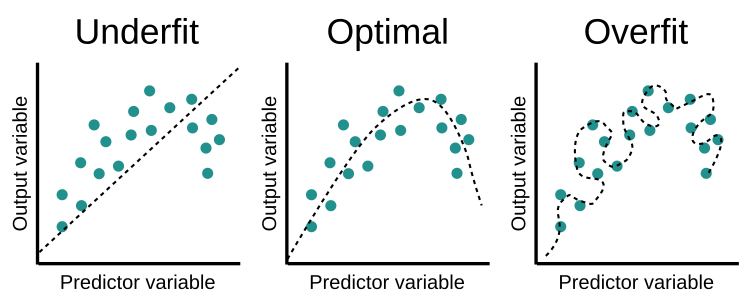 Underfit
Optimal
Overfit
Output variable
Predictor variable
Output variable
Predictor variable
Output variable
Predictor variable